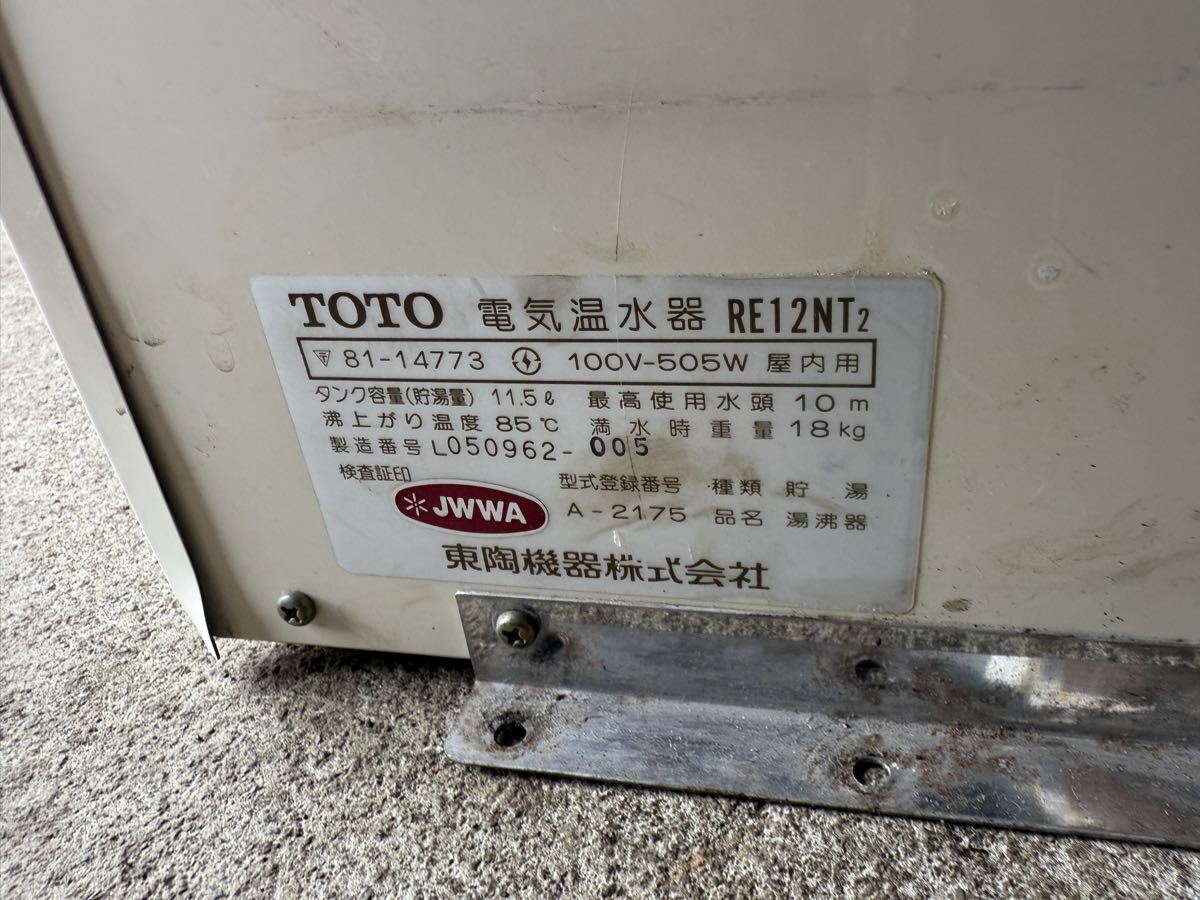 TOTO 電気温水器 RE12NT2
81-14773 100V-505W 屋内用
タンク容量(貯湯量) 11.5ℓ 最高使用水頭 10m
沸上がり温度 85℃ 満水時重量 18kg
製造番号 L050962-005
検査証印 型式登録番号 種類 貯湯
JWWA A-2175 品名 湯沸器
東陶機器株式会社